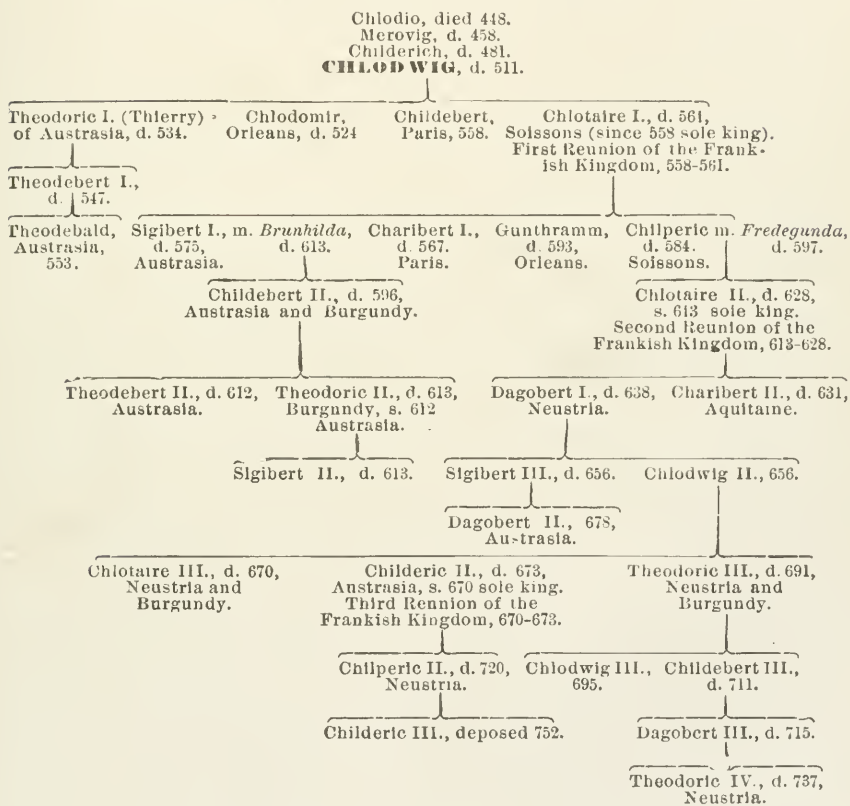 Chlodio, died 448.
Merovig, d. 458.
Childerich, d. 481.
CHLODWIG, d. 511.
Theodoric I. (Thierry)
of Austrasia, d. 534.
Chlodomir,
Orleans, d. 524
Childebert,
Paris, 558.
Chlotaire I., d. 561,
Soissons (since 558 sole king).
First Reunion of the Frank-
ish Kingdom, 558-561.
Theodebert I.,
d. 547.
Theodebald,
Austrasia,
553.
Sigibert I., m. Brunhilda,
d. 575, d. 613.
Austrasia.
Charibert I.,
d. 567.
Paris.
Gunthramm,
d. 593,
Orleans.
Chilperic m. Fredegunda,
d. 584. d. 597.
Soissons.
Childebert II., d. 596,
Austrasia and Burgundy.
Chlotaire II., d. 628,
s. 613 sole king.
Second Reunion of the
Frankish Kingdom, 613-628.
Theodebert II., d. 612,
Austrasia.
Theodoric II., d. 613,
Burgundy, s. 612
Austrasia.
Dagobert I., d. 638,
Neustria.
Charibert II., d. 631,
Aquitaine.
Sigibert II., d. 613.
Sigibert III., d. 656.
Chlodwig II., 656.
Dagobert II., 678,
Austrasia.
Chlotaire III., d. 670,
Neustria and
Burgundy.
Childeric II., d. 673,
Austrasia, s. 670 sole king.
Third Rennion of the
Frankish Kingdom, 670-673.
Theodoric III., d. 691,
Neustria and
Burgundy.
Chilperic II., d. 720,
Neustria.
Chlodwig III.,
695.
Childebert III.,
d. 711.
Childeric III., deposed 752.
Dagobert III., d. 715.
Theodoric IV., d. 737,
Neustria.